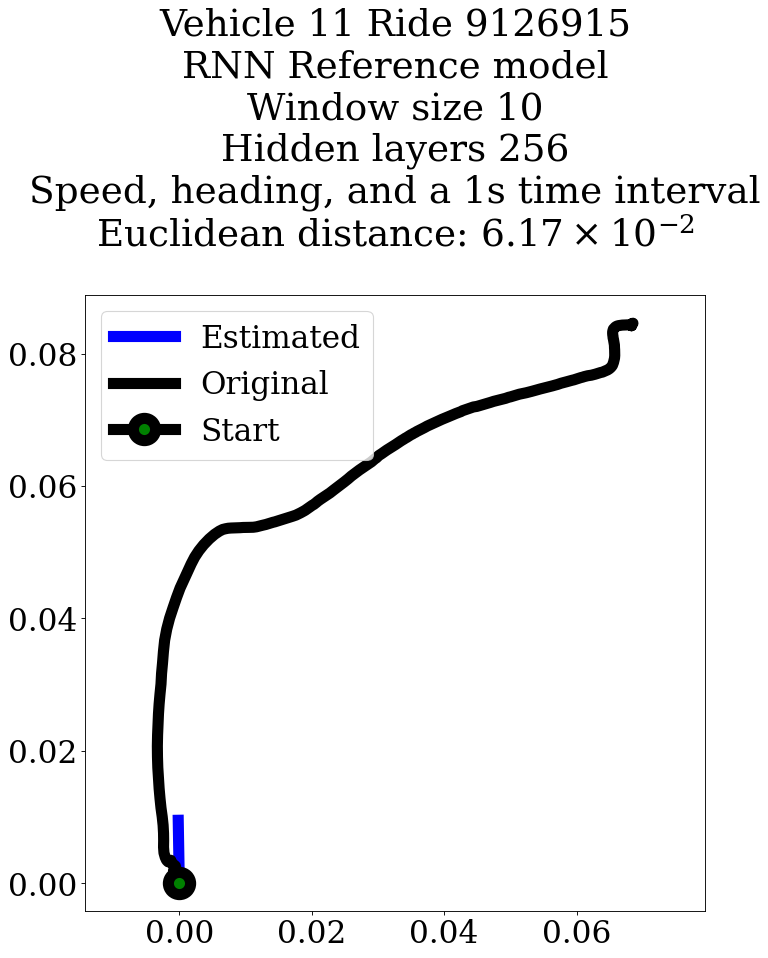 Vehicle 11 Ride 9126915
RNN Reference model
Window size 10
Hidden layers 256
Speed, heading, and a 1s time interval
Euclidean distance: 6.17 × 10⁻²
Estimated
Original
Start
0.08
0.06
0.04
0.02
0.00
0.00 0.02 0.04 0.06